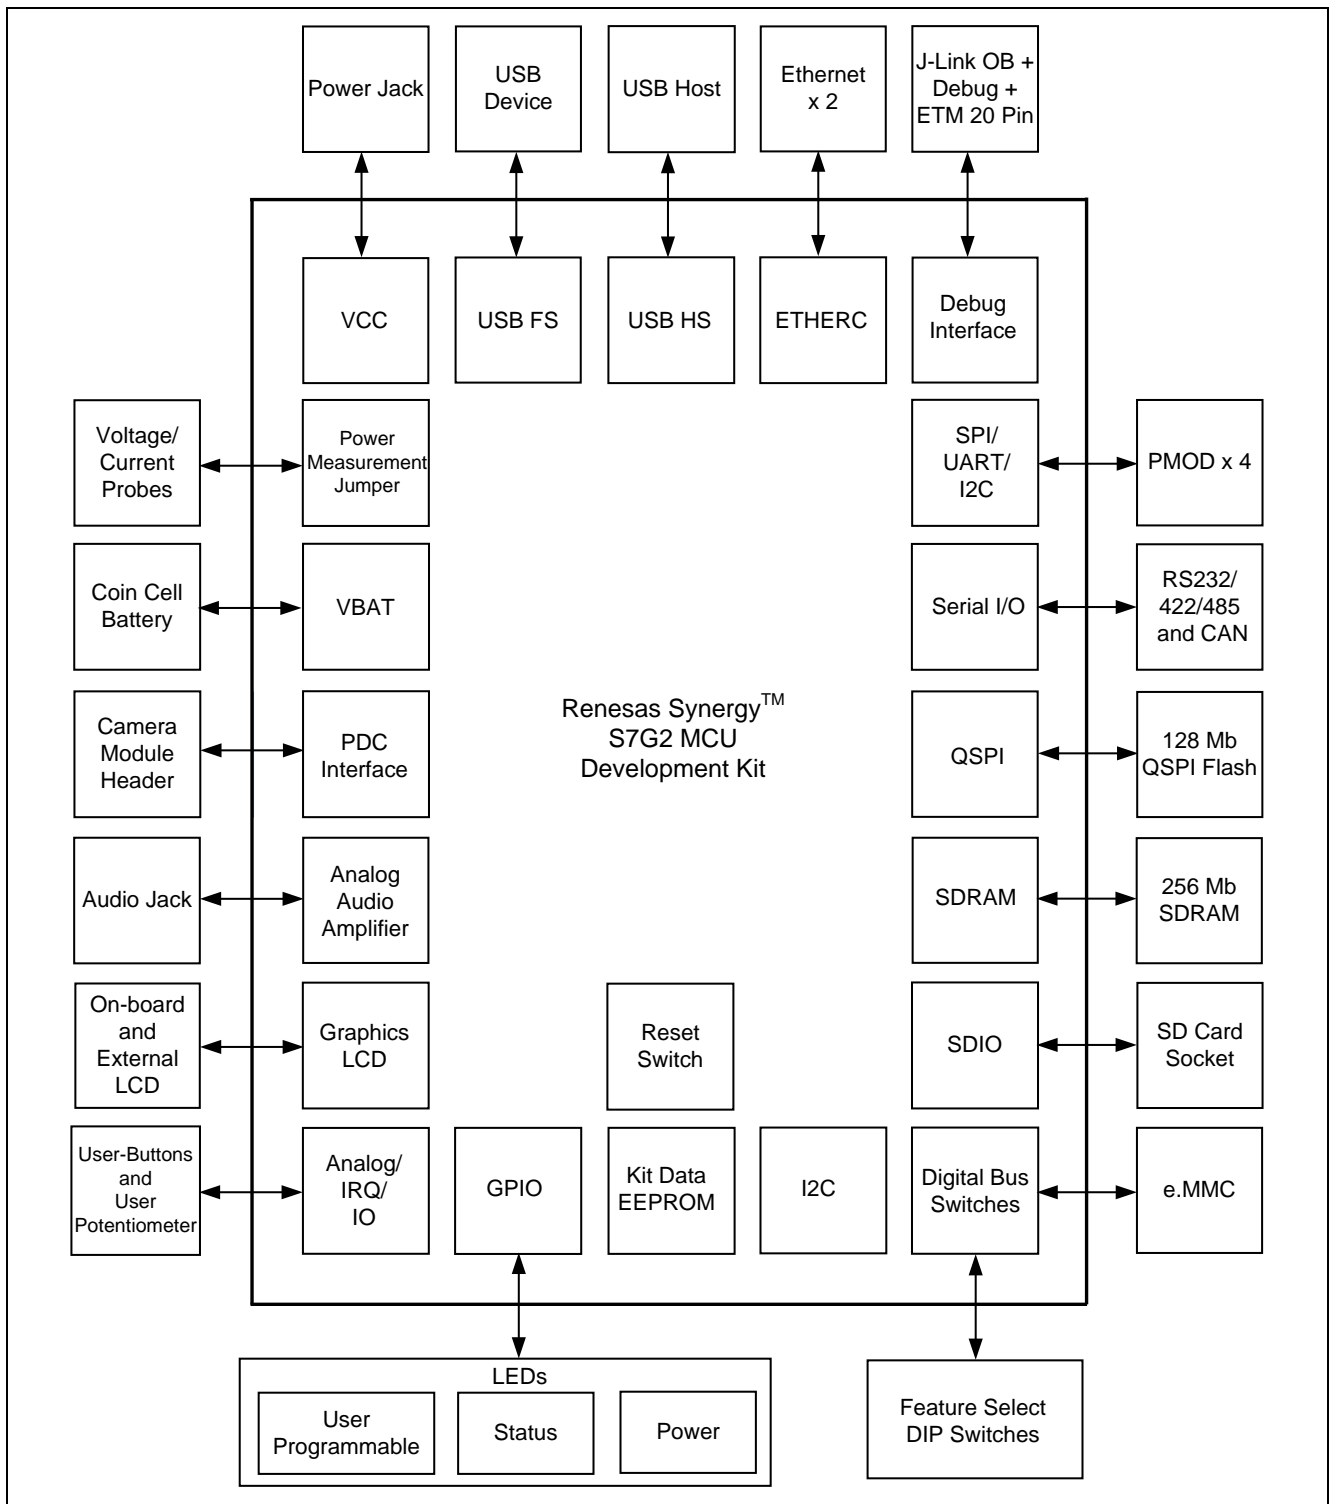 Power Jack
USB
Device
USB Host
Ethernet
x 2
J-Link OB +
Debug +
ETM 20 Pin
VCC
USB FS
USB HS
ETHERC
Debug
Interface
Voltage/
Current
Probes
Power
Measurement
Jumper
SPI/
UART/
I2C
PMOD x 4
Coin Cell
Battery
VBAT
Serial I/O
RS232/
422/485
and CAN
Camera
Module
Header
PDC
Interface
Renesas Synergy™
S7G2 MCU
Development Kit
QSPI
128 Mb
QSPI Flash
Audio Jack
Analog
Audio
Amplifier
SDRAM
256 Mb
SDRAM
On-board
and
External
LCD
Graphics
LCD
Reset
Switch
SDIO
SD Card
Socket
User-Buttons
and
User
Potentiometer
Analog/
IRQ/
IO
GPIO
Kit Data
EEPROM
I2C
Digital Bus
Switches
e.MMC
LEDs
User
Programmable
Status
Power
Feature Select
DIP Switches